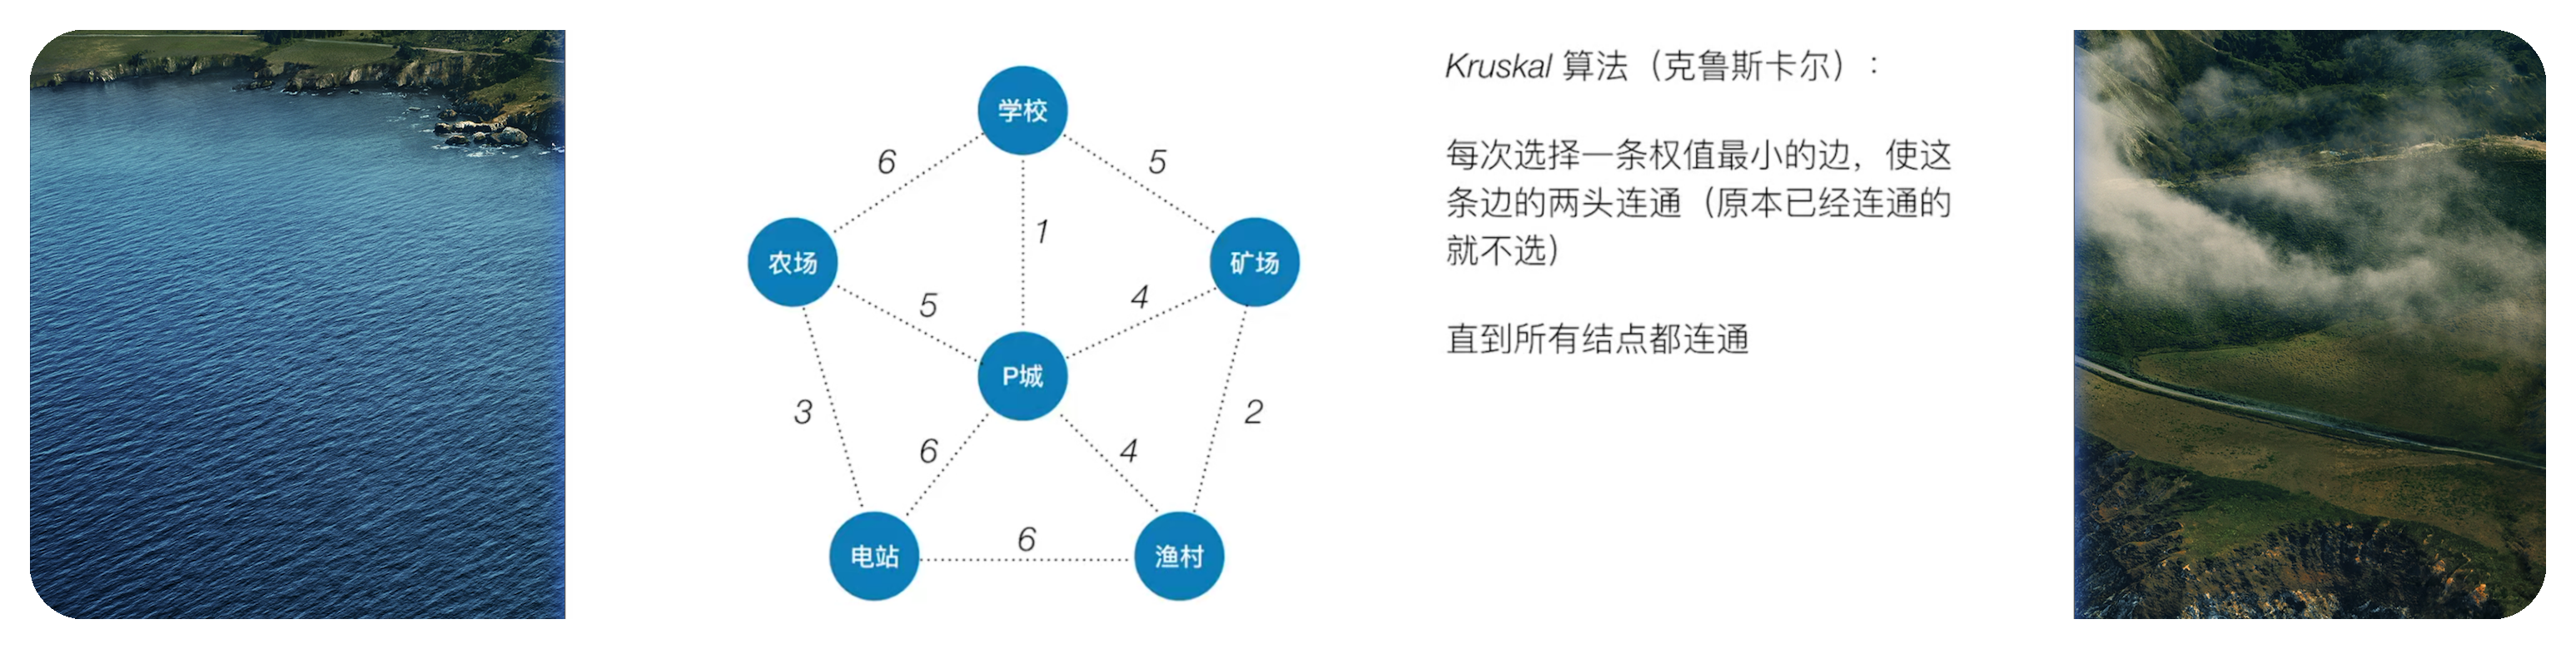 学校
6
5
1
农场
矿场
5
4
P城
3
6
4
2
6
电站
渔村
Kruskal 算法（克鲁斯卡尔）：
每次选择一条权值最小的边，使这
条边的两头连通（原本已经连通的
就不选）
直到所有结点都连通